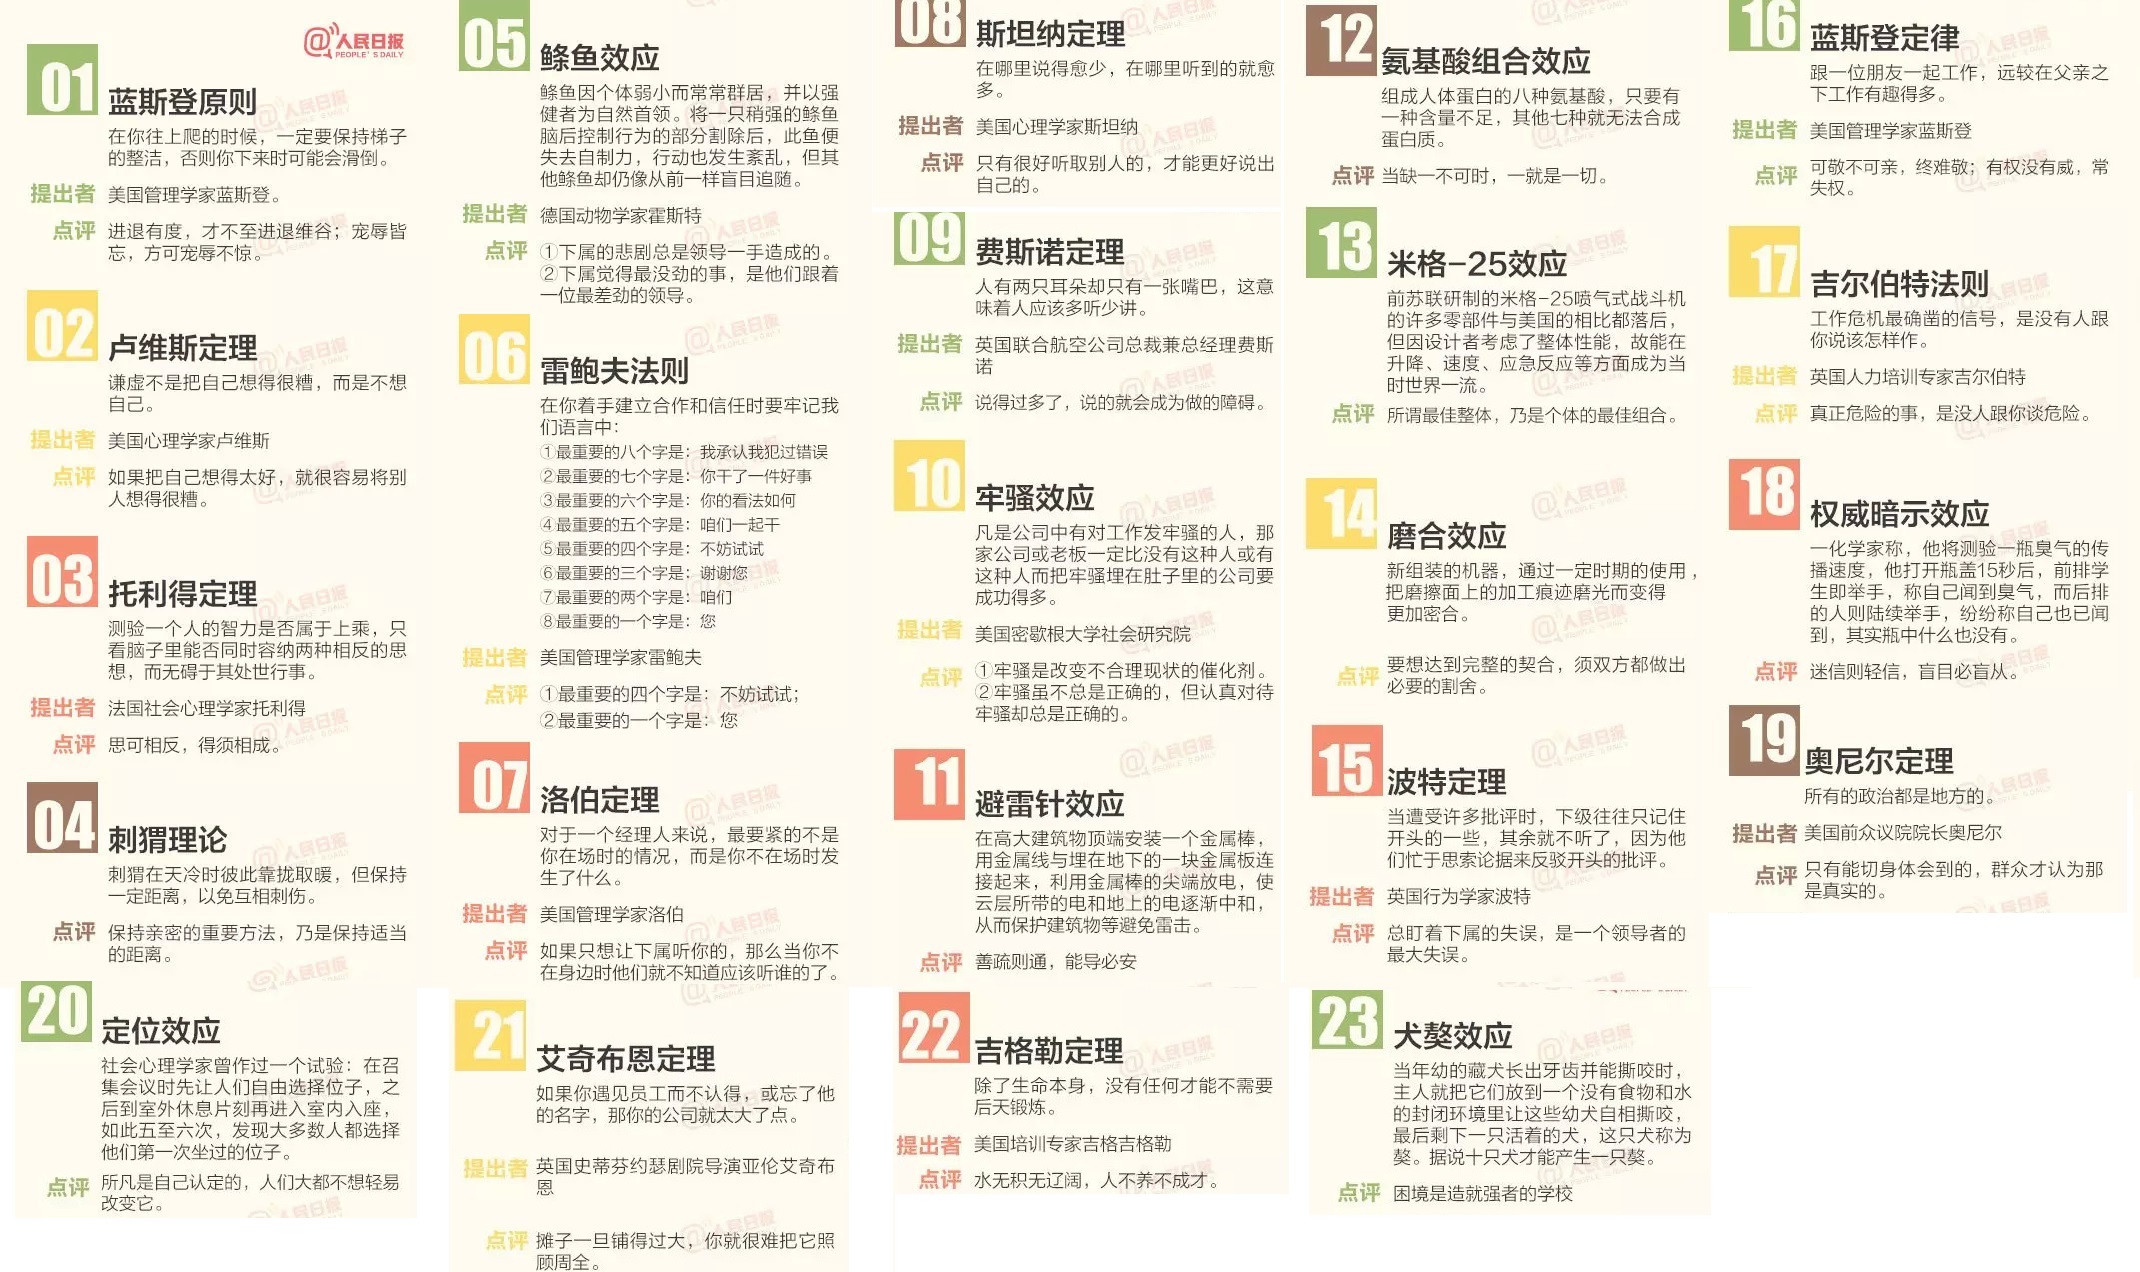 @人民日报
PEOPLE'S DAILY
01
蓝斯登原则
在你往上爬的时候，一定要保持梯子
的整洁，否则你下来时可能会滑倒。
提出者 美国管理学家蓝斯登。
点评 进退有度，才不至进退维谷；宠辱皆
忘，方可宠辱不惊。
02
卢维斯定理
谦虚不是把自己想得很糟，而是不想
自己。
提出者 美国心理学家卢维斯
点评 如果把自己想得太好，就很容易将别
人想得很糟。
03
托利得定理
测验一个人的智力是否属于上乘，只
看脑子里能否同时容纳两种相反的思
想，而无碍于其处世行事。
提出者 法国社会心理学家托利得
点评 思可相反，得须相成。
04
刺猬理论
刺猬在天冷时彼此靠拢取暖，但保持
一定距离，以免互相刺伤。
点评 保持亲密的重要方法，乃是保持适当
的距离。
05
鲦鱼效应
鲦鱼因个体弱小而常常群居，并以强
健者为自然首领。将一只稍强的鲦鱼
脑后控制行为的部分割除后，此鱼便
失去自制力，行动也发生紊乱，但其
他鲦鱼却仍像从前一样盲目追随。
提出者 德国动物学家霍斯特
点评 ①下属的悲剧总是领导一手造成的。
②下属觉得最没劲的事，是他们跟着
一位最差劲的领导。
06
雷鲍夫法则
在你着手建立合作和信任时要牢记我
们语言中：
①最重要的八个字是：我承认我犯过错误
②最重要的七个字是：你干了一件好事
③最重要的六个字是：你的看法如何
④最重要的五个字是：咱们一起干
⑤最重要的四个字是：不妨试试
⑥最重要的三个字是：谢谢您
⑦最重要的两个字是：咱们
⑧最重要的一个字是：您
提出者 美国管理学家雷鲍夫
点评 ①最重要的四个字是：不妨试试；
②最重要的一个字是：您
07
洛伯定理
对于一个经理人来说，最要紧的不是
你在场时的情况，而是你不在场时发
生了什么。
提出者 美国管理学家洛伯
点评 如果只想让下属听你的，那么当你不
在身边时他们就不知道应该听谁的了。
08
斯坦纳定理
在哪里说得愈少，在哪里听到的就愈
多。
提出者 美国心理学家斯坦纳
点评 只有很好听取别人的，才能更好说出
自己的。
09
费斯诺定理
人有两只耳朵却只有一张嘴巴，这意
味着人应该多听少讲。
提出者 英国联合航空公司总裁兼总经理费斯
诺
点评 说得过多了，说的就会成为做的障碍。
10
牢骚效应
凡是公司中有对工作发牢骚的人，那
家公司或老板一定比没有这种人或有
这种人而把牢骚埋在肚子里的公司要
成功得多。
提出者 美国密歇根大学社会研究院
点评 ①牢骚是改变不合理现状的催化剂。
②牢骚虽不总是正确的，但认真对待
牢骚却总是正确的。
11
避雷针效应
在高大建筑物顶端安装一个金属棒，
用金属线与埋在地下的一块金属板连
接起来，利用金属棒的尖端放电，使
云层所带的电和地上的电逐渐中和，
从而保护建筑物等避免雷击。
点评 善疏则通，能导必安
12
氨基酸组合效应
组成人体蛋白的八种氨基酸，只要有
一种含量不足，其他七种就无法合成
蛋白质。
点评 当缺一不可时，一就是一切。
13
米格-25效应
前苏联研制的米格-25喷气式战斗机
的许多零部件与美国的相比都落后，
但因设计者考虑了整体性能，故能在
升降、速度、应急反应等方面成为当
时世界一流。
点评 所谓最佳整体，乃是个体的最佳组合。
14
磨合效应
新组装的机器，通过一定时期的使用，
把磨擦面上的加工痕迹磨光而变得
更加密合。
点评 要想达到完整的契合，须双方都做出
必要的割舍。
15
波特定理
当遭受许多批评时，下级往往只记住
开头的一些，其余就不听了，因为他
们忙于思索论据来反驳开头的批评。
提出者 英国行为学家波特
点评 总盯着下属的失误，是一个领导者的
最大失误。
16
蓝斯登定律
跟一位朋友一起工作，远较在父亲之
下工作有趣得多。
提出者 美国管理学家蓝斯登
点评 可敬不可亲，终难敬；有权没有威，常
失权。
17
吉尔伯特法则
工作危机最确凿的信号，是没有人跟
你说该怎样作。
提出者 英国人力培训专家吉尔伯特
点评 真正危险的事，是没人跟你谈危险。
18
权威暗示效应
一化学家称，他将测验一瓶臭气的传
播速度，他打开瓶盖15秒后，前排学
生即举手，称自己闻到臭气，而后排
的人则陆续举手，纷纷称自己也已闻
到，其实瓶中什么也没有。
点评 迷信则轻信，盲目必盲从。
19
奥尼尔定理
所有的政治都是地方的。
提出者 美国前众议院院长奥尼尔
点评 只有能切身体会到的，群众才认为那
是真实的。
20
定位效应
社会心理学家曾作过一个试验：在召
集会议时先让人们自由选择位子，之
后到室外休息片刻再进入室内入座，
如此五至六次，发现大多数人都选择
他们第一次坐过的位子。
点评 所凡是自己认定的，人们大都不想轻易
改变它。
21
艾奇布恩定理
如果你遇见员工而不认得，或忘了他
的名字，那你的公司就太大了点。
提出者 英国史蒂芬约瑟剧院导演亚伦艾奇布
恩
点评 摊子一旦铺得过大，你就很难把它照
顾周全。
22
吉格勒定理
除了生命本身，没有任何才能不需要
后天锻炼。
提出者 美国培训专家吉格吉格勒
点评 水无积无辽阔，人不养不成才。
23
犬獒效应
当年幼的藏犬长出牙齿并能撕咬时，
主人就把它们放到一个没有食物和水
的封闭环境里让这些幼犬自相撕咬，
最后剩下一只活着的犬，这只犬称为
獒。据说十只犬才能产生一只獒。
点评 困境是造就强者的学校